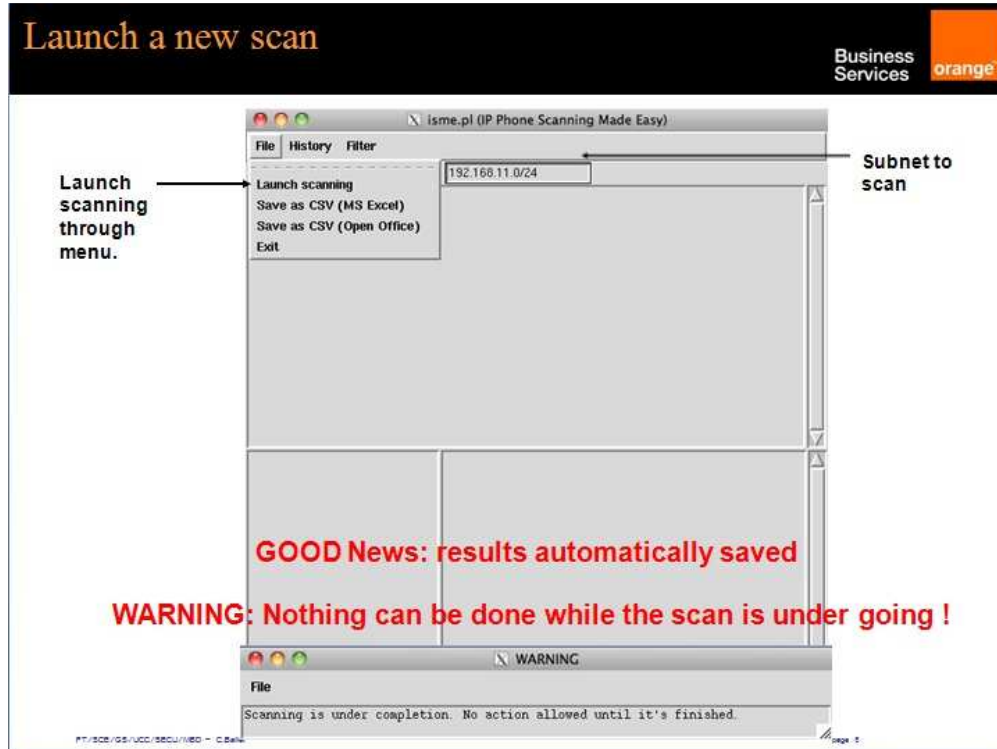 Launch a new scan
Business
Services
orange
isme.pl (IP Phone Scanning Made Easy)
File History Filter
192.168.11.0/24
Launch scanning
Save as CSV (MS Excel)
Save as CSV (Open Office)
Exit
Launch
scanning
through
menu.
Subnet to
scan
GOOD News: results automatically saved
WARNING: Nothing can be done while the scan is under going !
WARNING
File
Scanning is under completion. No action allowed until it's finished.
page